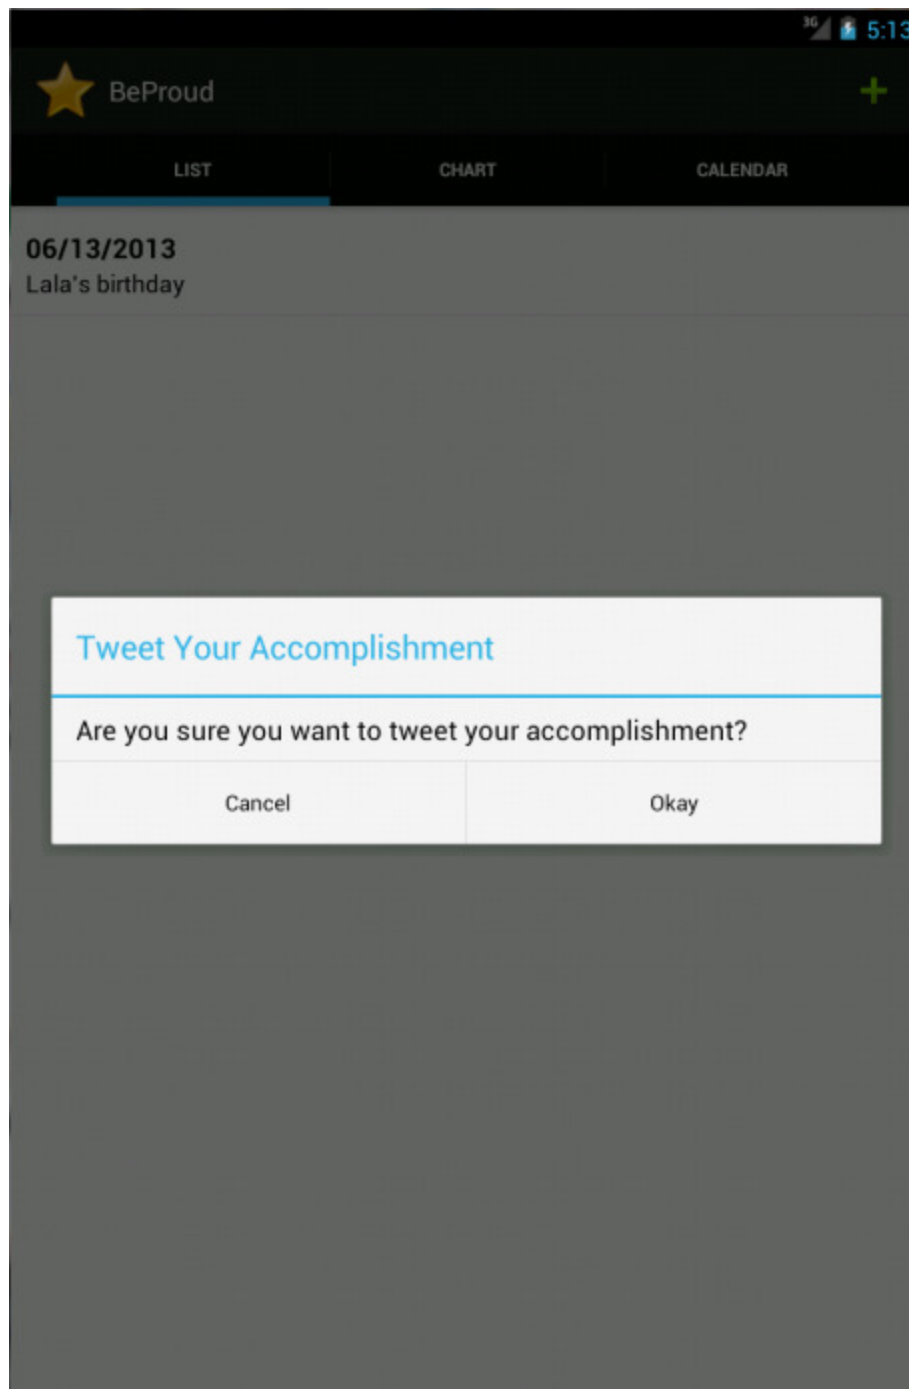 3G 5:13
BeProud
LIST CHART CALENDAR
06/13/2013
Lala's birthday
Tweet Your Accomplishment
Are you sure you want to tweet your accomplishment?
Cancel Okay